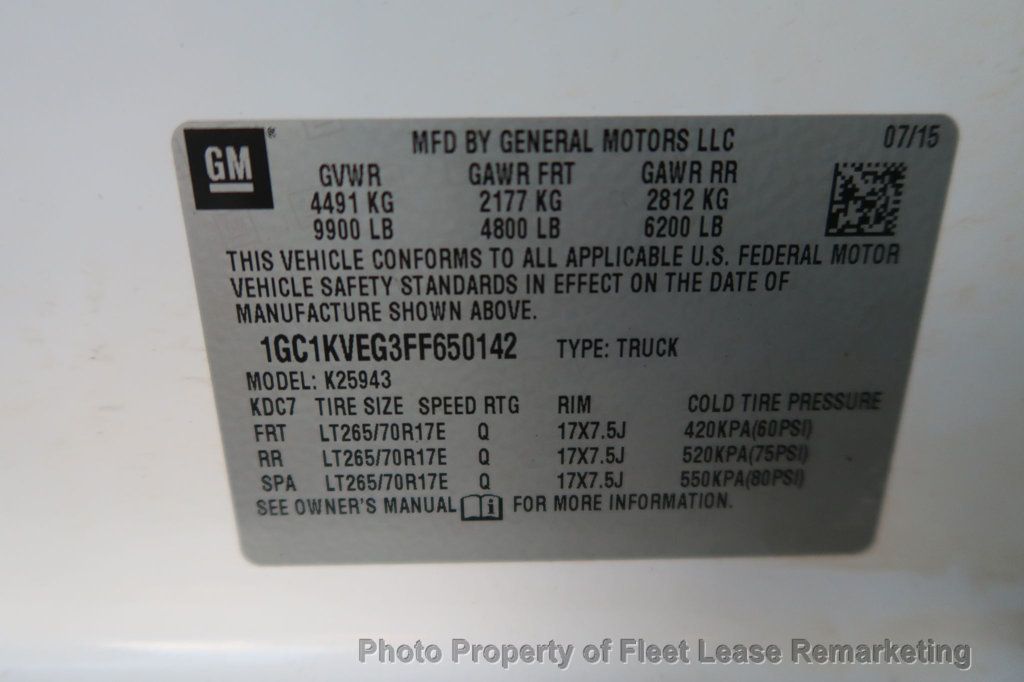 GM ®
MFD BY GENERAL MOTORS LLC 07/15
GVWR GAWR FRT GAWR RR
4491 KG 2177 KG 2812 KG
9900 LB 4800 LB 6200 LB
THIS VEHICLE CONFORMS TO ALL APPLICABLE U.S. FEDERAL MOTOR
VEHICLE SAFETY STANDARDS IN EFFECT ON THE DATE OF
MANUFACTURE SHOWN ABOVE.
1GC1KVEG3FF650142 TYPE: TRUCK
MODEL: K25943
KDC7 TIRE SIZE SPEED RTG RIM COLD TIRE PRESSURE
FRT LT265/70R17E Q 17X7.5J 420KPA(60PSI)
RR LT265/70R17E Q 17X7.5J 520KPA(75PSI)
SPA LT265/70R17E Q 17X7.5J 550KPA(80PSI)
SEE OWNER'S MANUAL i FOR MORE INFORMATION.
Photo Property of Fleet Lease Remarketing